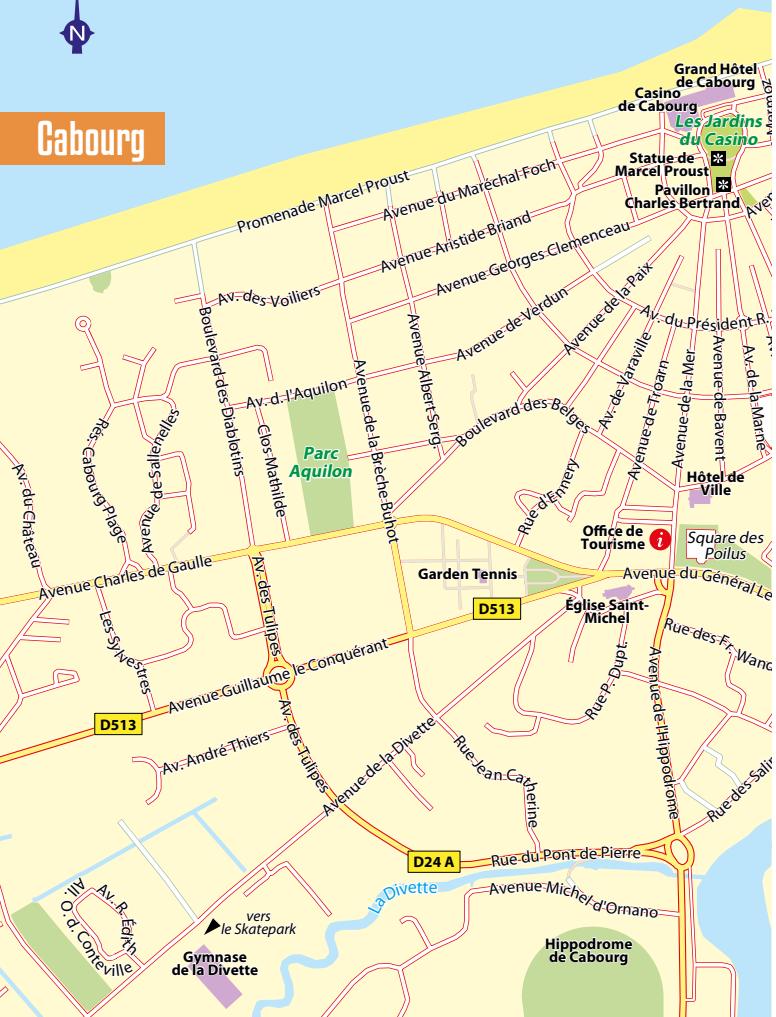 N
Cabourg
Grand Hôtel
de Cabourg
Casino
de Cabourg
Les Jardins
du Casino
Statue de
Marcel Proust
Pavillon
Charles Bertrand
Promenade Marcel Proust
Avenue du Maréchal Foch
Avenue Aristide Briand
Avenue Georges Clemenceau
Av. des Voiliers
Boulevard des Diablotins
Avenue de Verdun
Avenue de la Paix
Av. du Président R.
Avenue Albert Serg.
Avenue de la Brèche Buhot
Av. d. l'Aquilon
Clos Mathilde
Parc
Aquilon
Boulevard des Belges
Av. de Varaville
Avenue de Troarn
Avenue de la Mer
Avenue de Bavent
Av. de la Marne
Rés. Cabourg Plage
Avenue de Sallenelles
Av. du Château
Rue d'Ennery
Hôtel de
Ville
Office de
Tourisme
i
Square des
Poilus
Avenue Charles de Gaulle
Garden Tennis
Avenue du Général Le
D513
Église Saint-
Michel
Av. des Tulipes
Les Sylvestres
Avenue Guillaume le Conquérant
Rue des Fr. Wand
Rue P. Dupt.
Avenue de l'Hippodrome
D513
Av. André Thiers
Av. des Tulipes
Avenue de la Divette
Rue Jean Catherine
Rue des Salin
D24 A
Rue du Pont de Pierre
La Divette
Avenue Michel d'Ornano
Av. R. Édith
All. O. d. Conteville
vers
le Skatepark
Gymnase
de la Divette
Hippodrome
de Cabourg